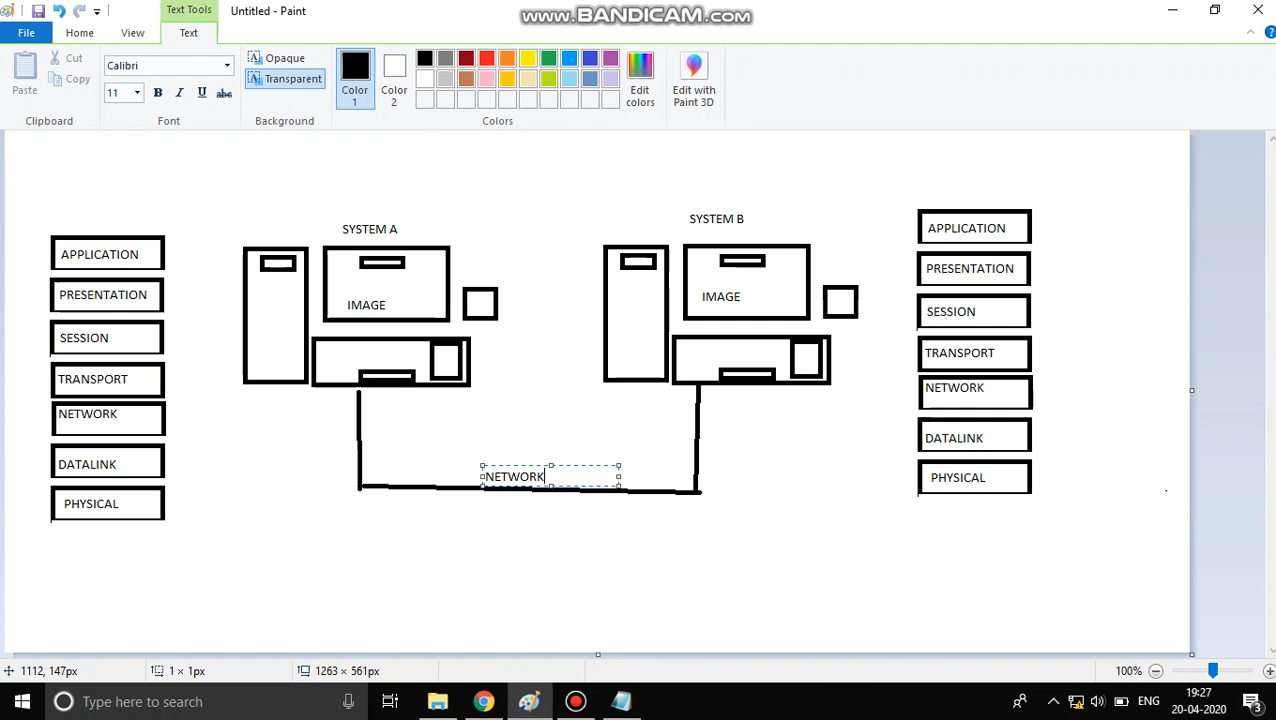 Text Tools
Untitled - Paint
www.BANDICAM.com
File
Home
View
Text
Paste
Cut
Copy
Calibri
11
B
I
U
abc
Opaque
Transparent
Color
1
Color
2
Edit
colors
Edit with
Paint 3D
Clipboard
Font
Background
Colors
SYSTEM A
SYSTEM B
APPLICATION
PRESENTATION
SESSION
TRANSPORT
NETWORK
DATALINK
PHYSICAL
IMAGE
IMAGE
NETWORK
APPLICATION
PRESENTATION
SESSION
TRANSPORT
NETWORK
DATALINK
PHYSICAL
1112, 147px
1 × 1px
1263 × 561px
100%
Type here to search
ENG
19:27
20-04-2020
3